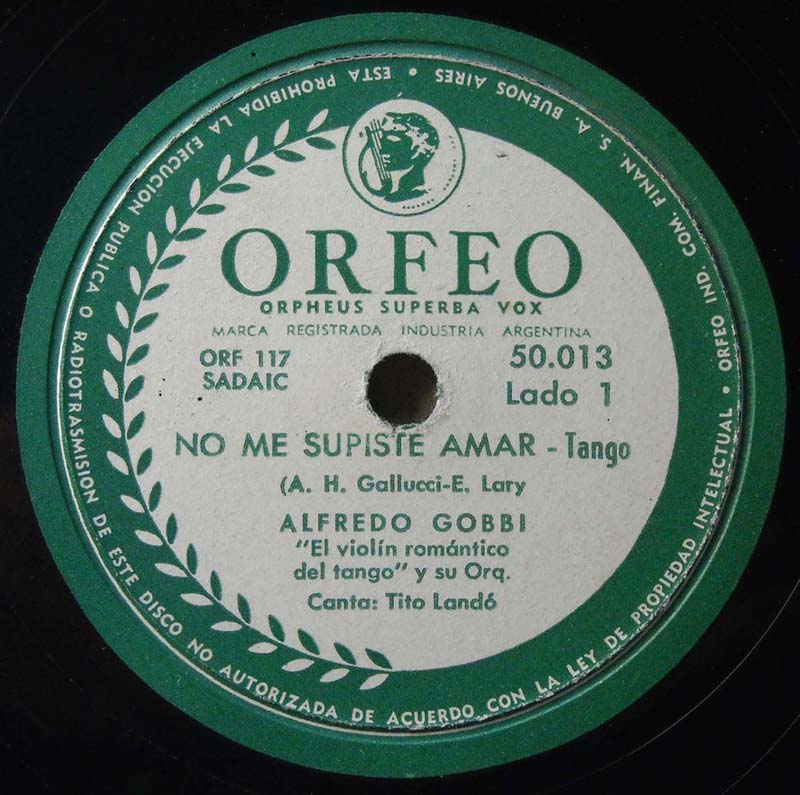 ORFEO
ORPHEUS SUPERBA VOX
MARCA REGISTRADA INDUSTRIA ARGENTINA
ORF 117
SADAIC
50.013
Lado 1
NO ME SUPISTE AMAR - Tango
(A. H. Gallucci-E. Lary
ALFREDO GOBBI
"El violín romántico
del tango" y su Orq.
Canta: Tito Landó
ESTA PROHIBIDA LA EJECUCION PUBLICA O RADIOTRASMISION DE ESTE DISCO NO AUTORIZADA DE ACUERDO CON LA LEY DE PROPIEDAD INTELECTUAL • ORFEO IND. COM. FINAN. S. A. BUENOS AIRES •